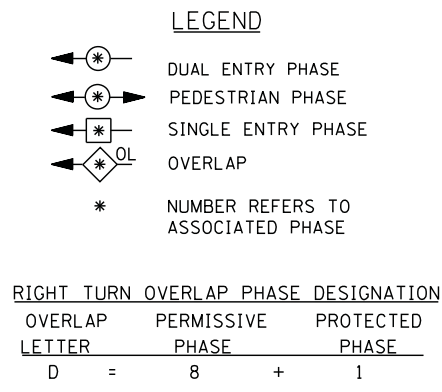 LEGEND
* DUAL ENTRY PHASE
* PEDESTRIAN PHASE
* SINGLE ENTRY PHASE
* OL OVERLAP
* NUMBER REFERS TO
ASSOCIATED PHASE
RIGHT TURN OVERLAP PHASE DESIGNATION
OVERLAP PERMISSIVE PROTECTED
LETTER PHASE PHASE
D = 8 + 1